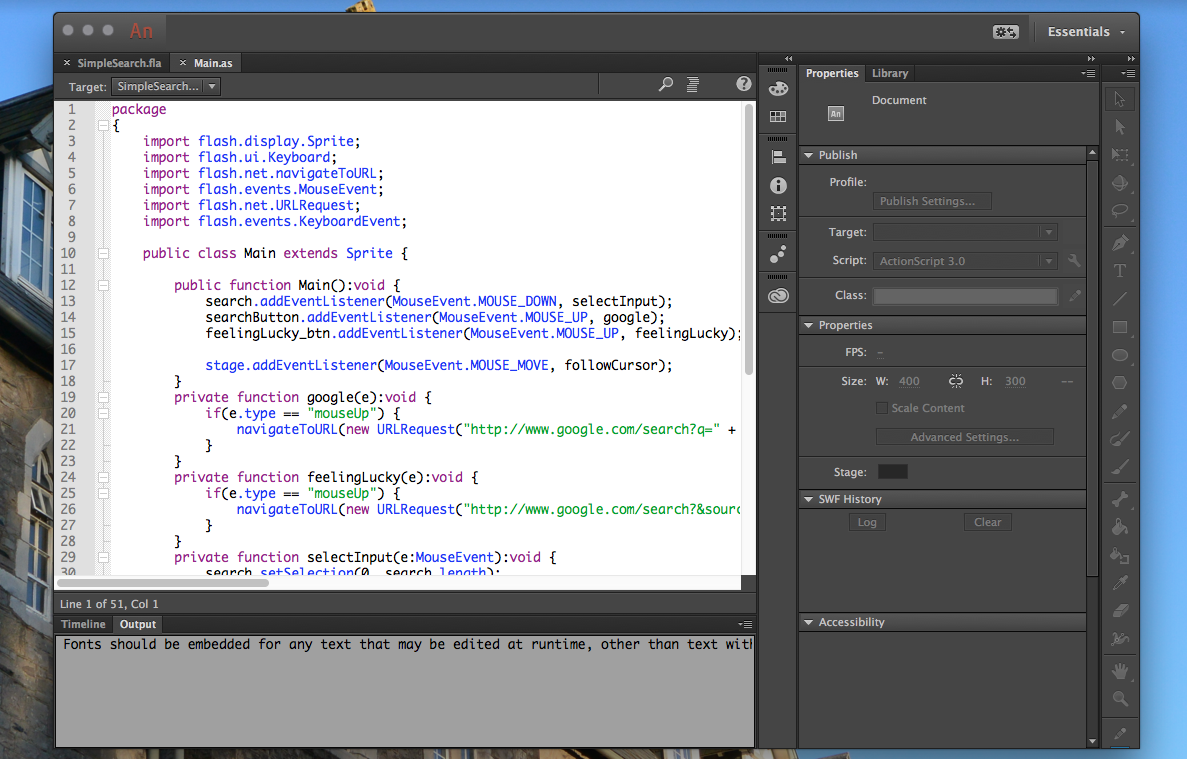 An
Essentials
× SimpleSearch.fla
× Main.as
Target: SimpleSearch...
1 package
2 {
3 import flash.display.Sprite;
4 import flash.ui.Keyboard;
5 import flash.net.navigateToURL;
6 import flash.events.MouseEvent;
7 import flash.net.URLRequest;
8 import flash.events.KeyboardEvent;
9
10 public class Main extends Sprite {
11
12 public function Main():void {
13 search.addEventListener(MouseEvent.MOUSE_DOWN, selectInput);
14 searchButton.addEventListener(MouseEvent.MOUSE_UP, google);
15 feelingLucky_btn.addEventListener(MouseEvent.MOUSE_UP, feelingLucky);
16
17 stage.addEventListener(MouseEvent.MOUSE_MOVE, followCursor);
18 }
19 private function google(e):void {
20 if(e.type == "mouseUp") {
21 navigateToURL(new URLRequest("http://www.google.com/search?q=" +
22 }
23 }
24 private function feelingLucky(e):void {
25 if(e.type == "mouseUp") {
26 navigateToURL(new URLRequest("http://www.google.com/search?&sourc
27 }
28 }
29 private function selectInput(e:MouseEvent):void {
30 search.setSelection(0, search.length);
Line 1 of 51, Col 1
Timeline
Output
Fonts should be embedded for any text that may be edited at runtime, other than text with
Properties
Library
An
Document
Publish
Profile:
Publish Settings...
Target:
Script: ActionScript 3.0
Class:
Properties
FPS: –
Size: W: 400 H: 300 --
Scale Content
Advanced Settings...
Stage:
SWF History
Log
Clear
Accessibility